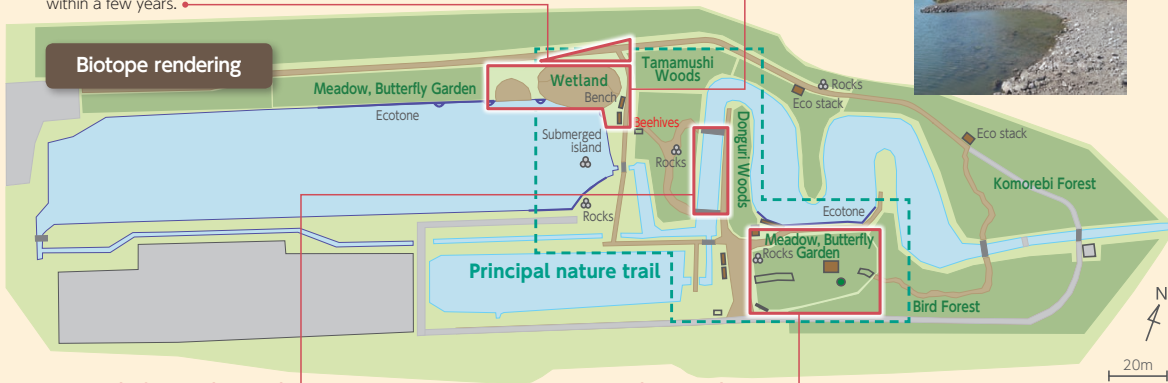 within a few years.
Biotope rendering
Meadow, Butterfly Garden
Wetland
Bench
Tamamushi
Woods
Rocks
Eco stack
Ecotone
Beehives
Submerged
island
Rocks
Donguri Woods
Eco stack
Komorebi Forest
Rocks
Ecotone
Meadow, Butterfly
Garden
Rocks
Principal nature trail
Bird Forest
N
20m